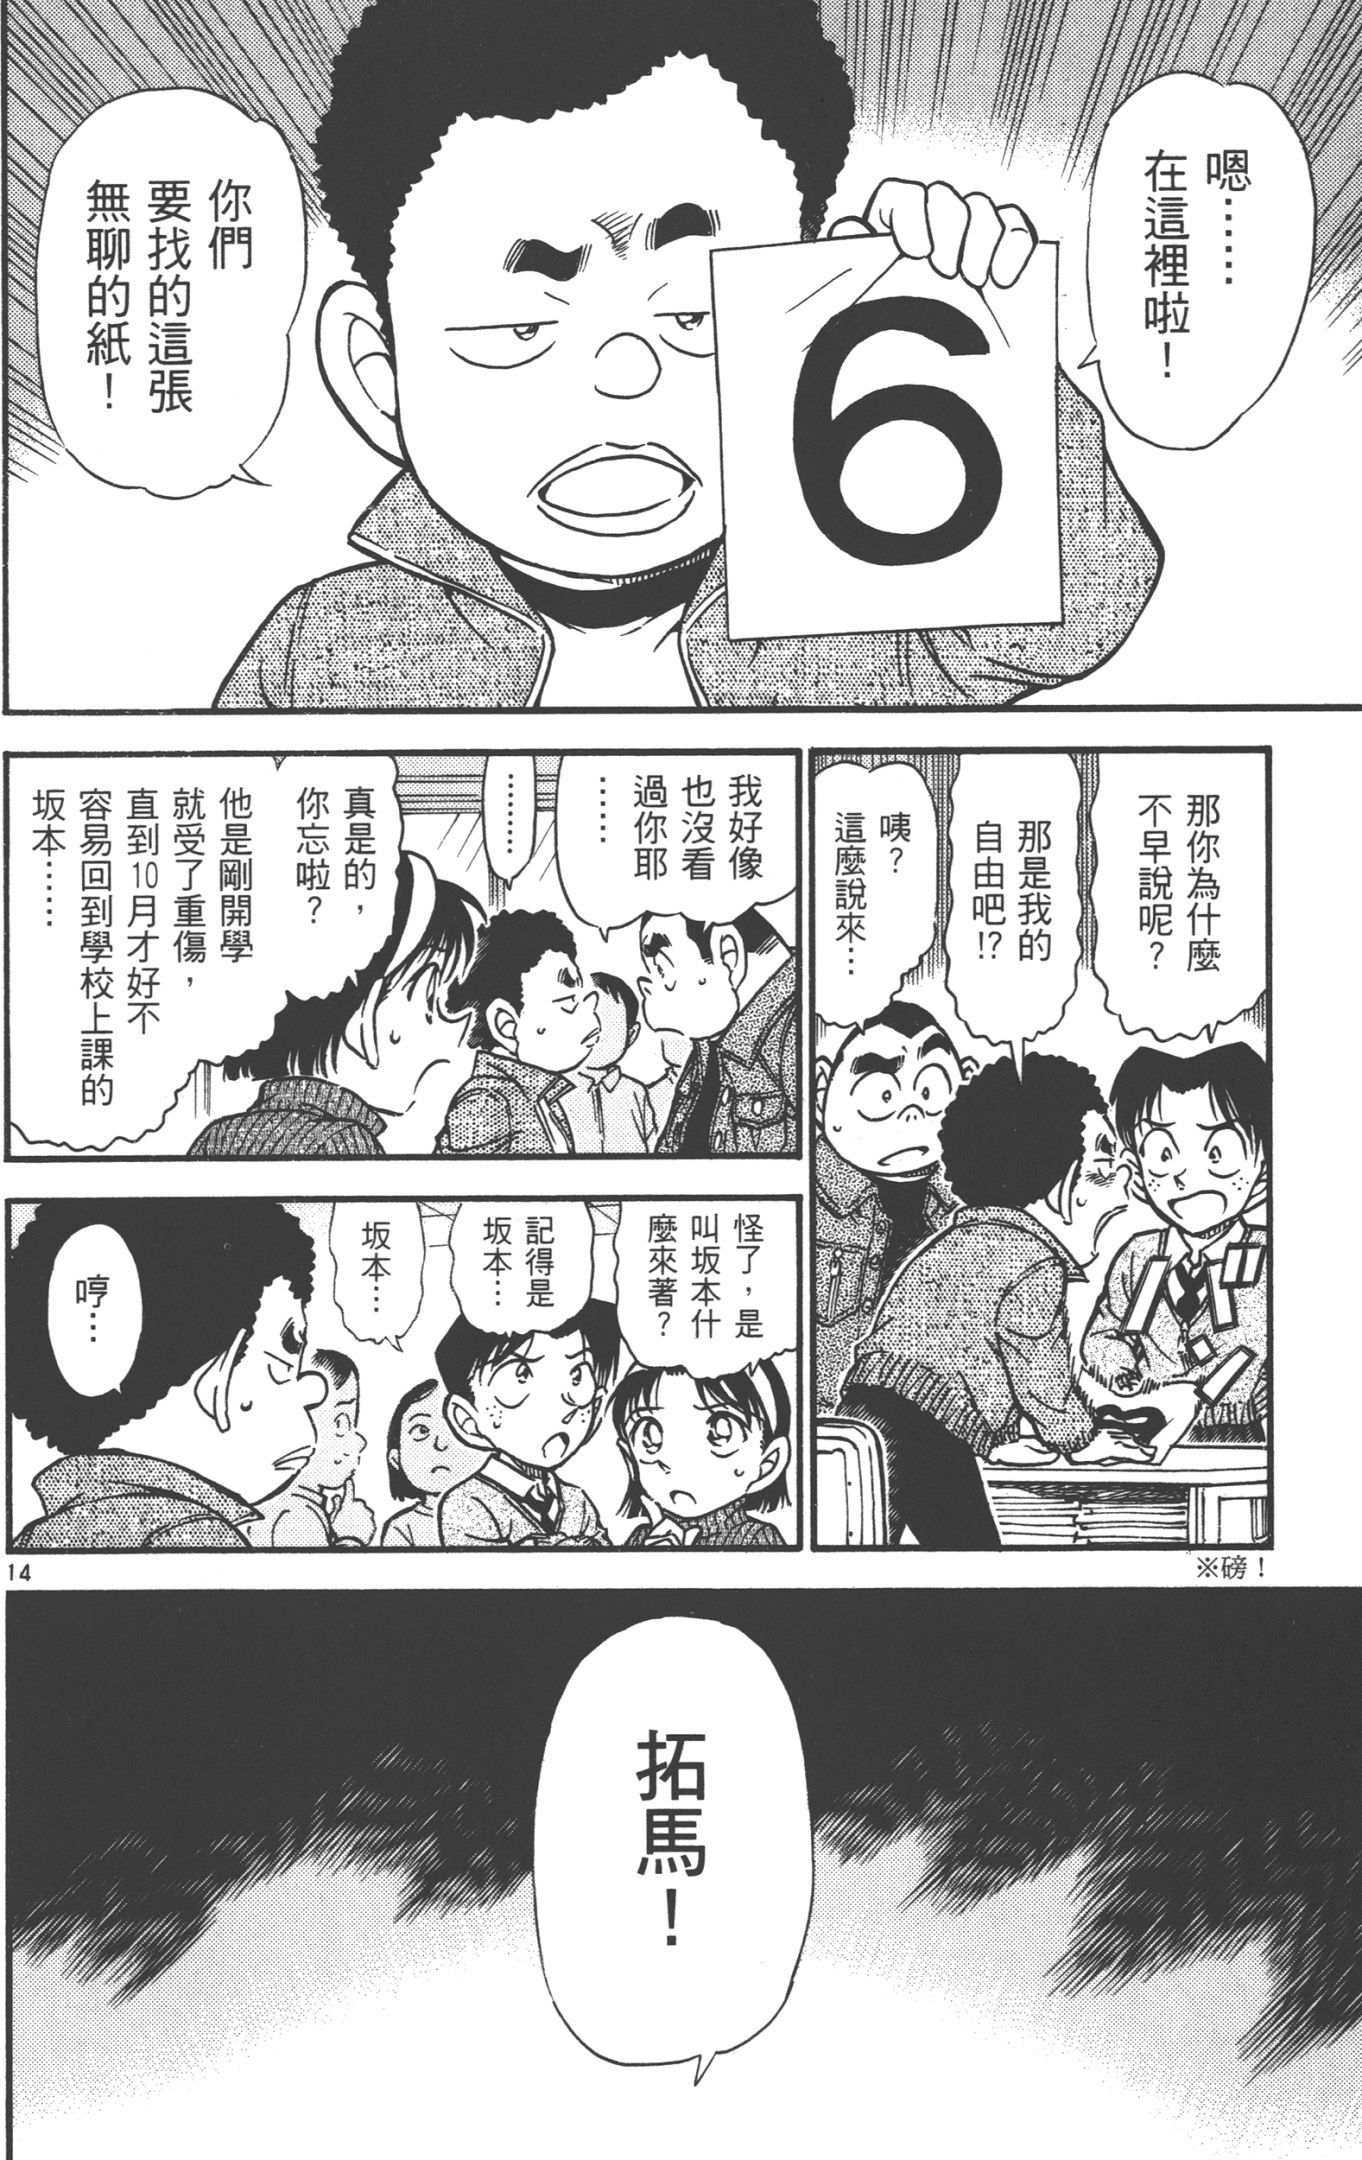 嗯……
在這裡啦！
你們
要找的這張
無聊的紙！
6
那你為什麼
不早說呢？
那是我的
自由吧!?
咦？
這麼說來…
※磅！
我好像
也沒看
過你耶
……
………
真是的，
你忘啦？
他是剛開學
就受了重傷，
直到10月才好不
容易回到學校上課的
坂本……
怪了，是
叫坂本什
麼來著？
記得是
坂本…
坂本…
哼…
14
拓馬！